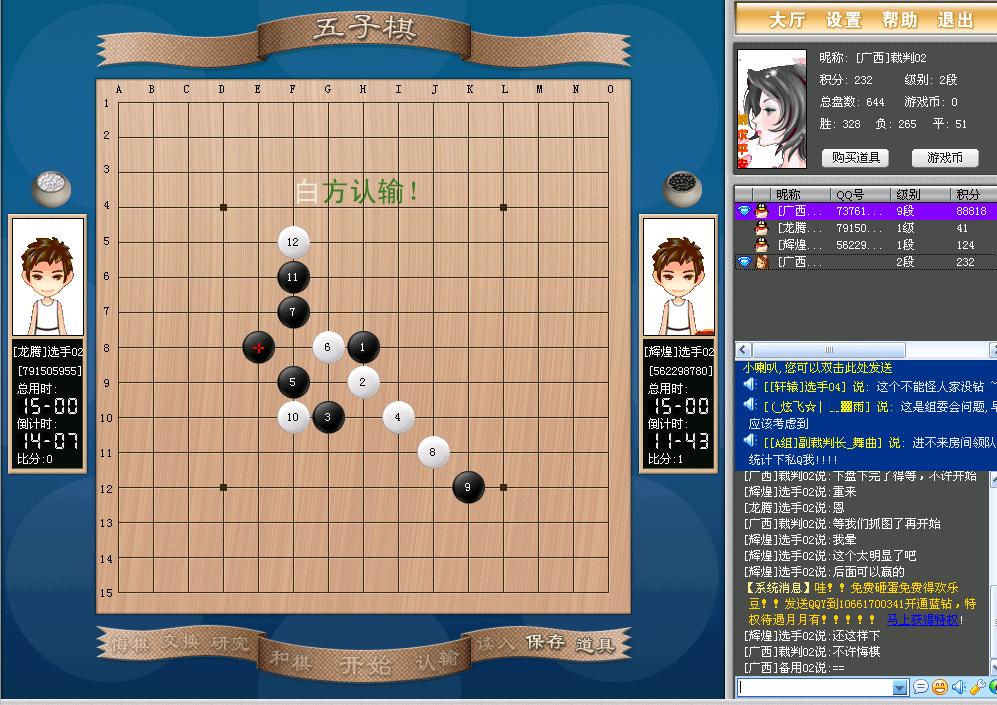 五子棋
A B C D E F G H I J K L M N O
1
2
3
4
5
6
7
8
9
10
11
12
13
14
15
白方认输!
12
11
7
6
1
5
2
10
3
4
8
9
[龙腾]选手02
[791505955]
总用时:
15-00
倒计时:
14-07
比分:0
[辉煌]选手02
[562298780]
总用时:
15-00
倒计时:
11-43
比分:1
悔棋 交换 研究
和棋 开始 认输
读入 保存 道具
大厅 设置 帮助 退出
昵称: [广西]裁判02
积分: 232 级别: 2段
总盘数: 644 游戏币: 0
胜: 328 负: 265 平: 51
购买道具 游戏币
昵称 QQ号 级别 积分
[广西... 73761... 9段 88818
[龙腾... 79150... 1级 41
[辉煌... 56229... 1段 124
[广西... 2段 232
小喇叭,您可以双击此处发送
[[轩辕]选手04] 说: 这个不能怪人家没钻 ~
说: 这是组委会问题,
应该考虑到
[[A组]副裁判长_舞曲] 说: 进不来房间领队
统计下私Q我!!!!
[广西]裁判02说:下盘下完了得等，不许开始
[辉煌]选手02说:重来
[龙腾]选手02说:恩
[广西]裁判02说:等我们抓图了再开始
[辉煌]选手02说:我晕
[辉煌]选手02说:这个太明显了吧
[辉煌]选手02说:后面可以赢的
【系统消息】哇！！免费砸蛋免费得欢乐
豆！！发送QQY到10661700341开通蓝钻，特
权待遇月月有！！！！！ 马上获得特权!
[辉煌]选手02说:还这样下
[广西]裁判02说:不许悔棋
[广西]备用02说:==